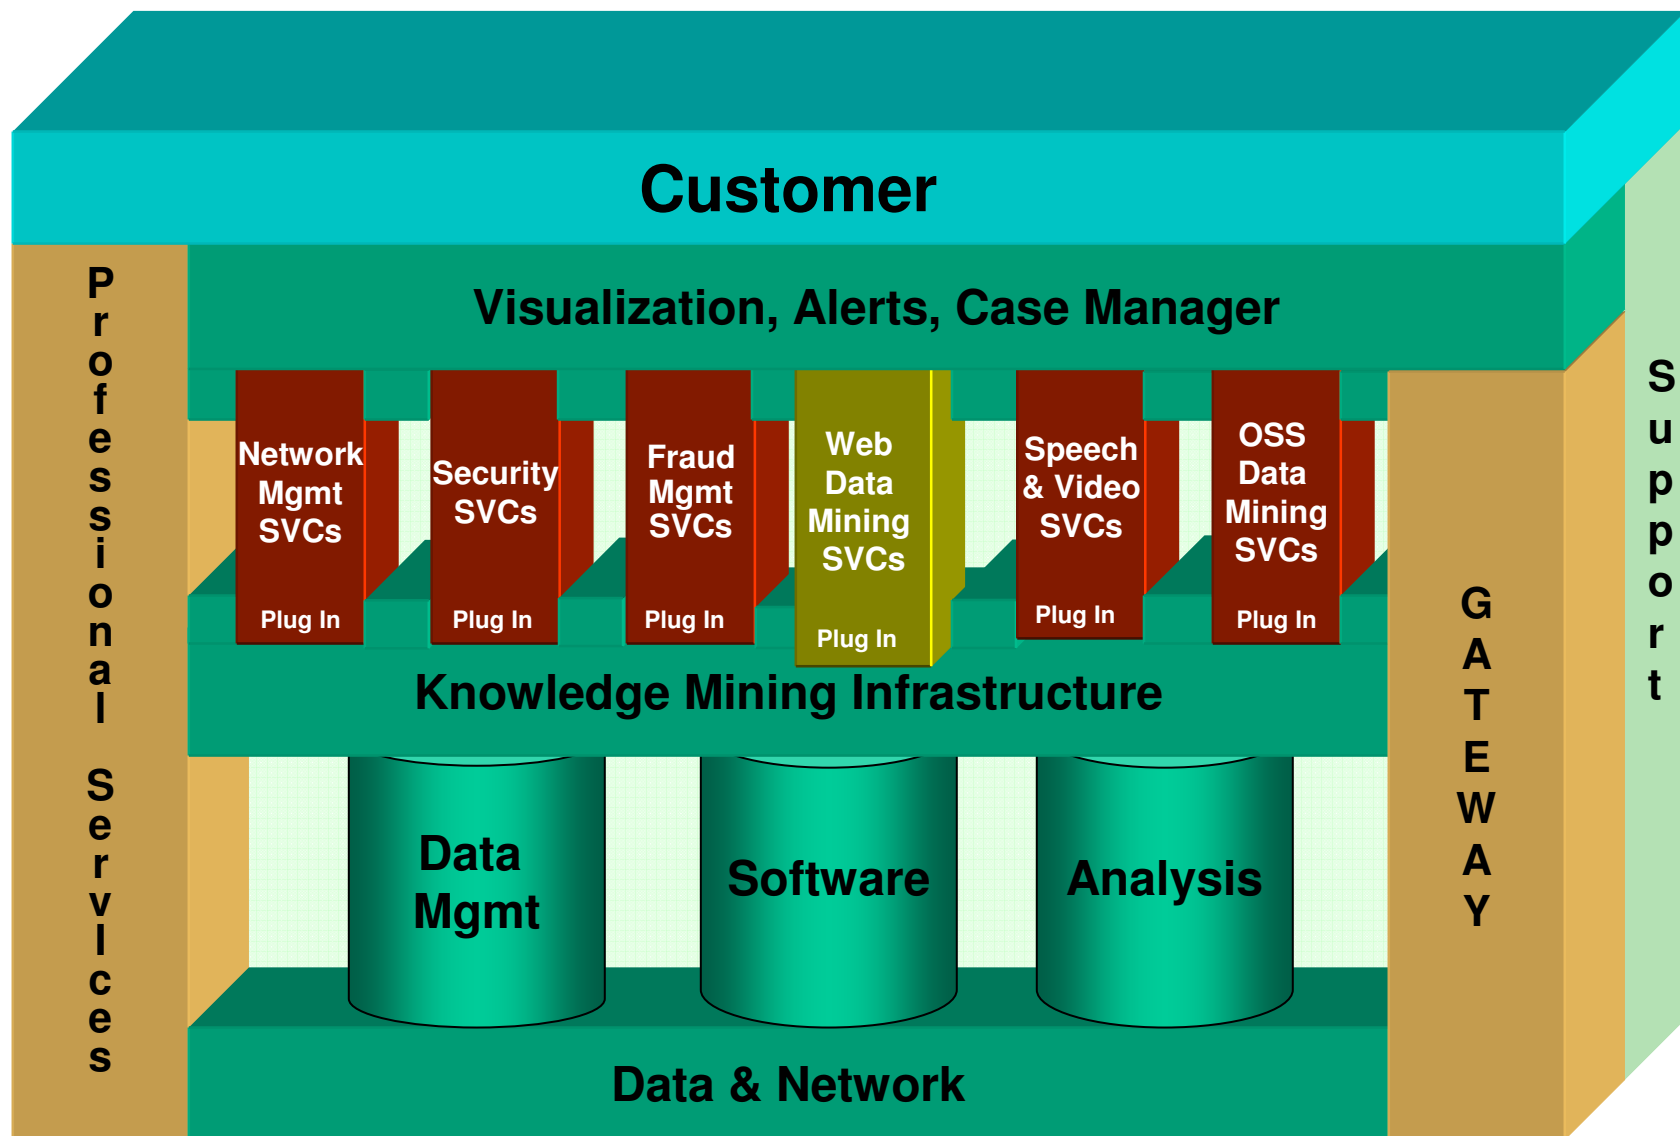 Customer
Visualization, Alerts, Case Manager
Professional Servlces
Network
Mgmt
SVCs
Plug In
Security
SVCs
Plug In
Fraud
Mgmt
SVCs
Plug In
Web
Data
Mining
SVCs
Plug In
Speech
& Video
SVCs
Plug In
OSS
Data
Mining
SVCs
Plug In
GATEWAY
Support
Knowledge Mining Infrastructure
Data
Mgmt
Software
Analysis
Data & Network